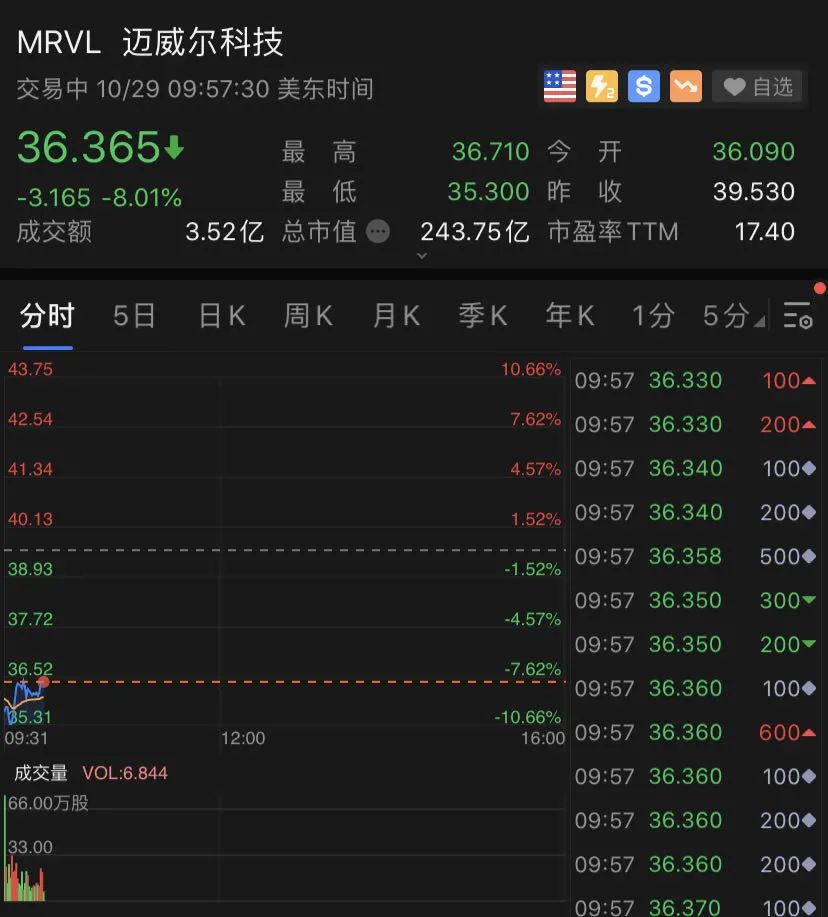 MRVL 迈威尔科技
交易中 10/29 09:57:30 美东时间
2 $ 自选
36.365
-3.165 -8.01%
最高 36.710 今开 36.090
最低 35.300 昨收 39.530
成交额 3.52亿 总市值 243.75亿 市盈率TTM 17.40
分时 5日 日K 周K 月K 季K 年K 1分 5分
43.75 10.66%
42.54 7.62%
41.34 4.57%
40.13 1.52%
38.93 -1.52%
37.72 -4.57%
36.52 -7.62%
35.31 -10.66%
09:31 12:00 16:00
成交量 VOL:6.844
66.00万股
33.00
09:57 36.330 100
09:57 36.330 200
09:57 36.340 100
09:57 36.340 200
09:57 36.358 500
09:57 36.350 300
09:57 36.350 200
09:57 36.360 100
09:57 36.360 600
09:57 36.360 100
09:57 36.360 200
09:57 36.360 200
09:57 36.370 100